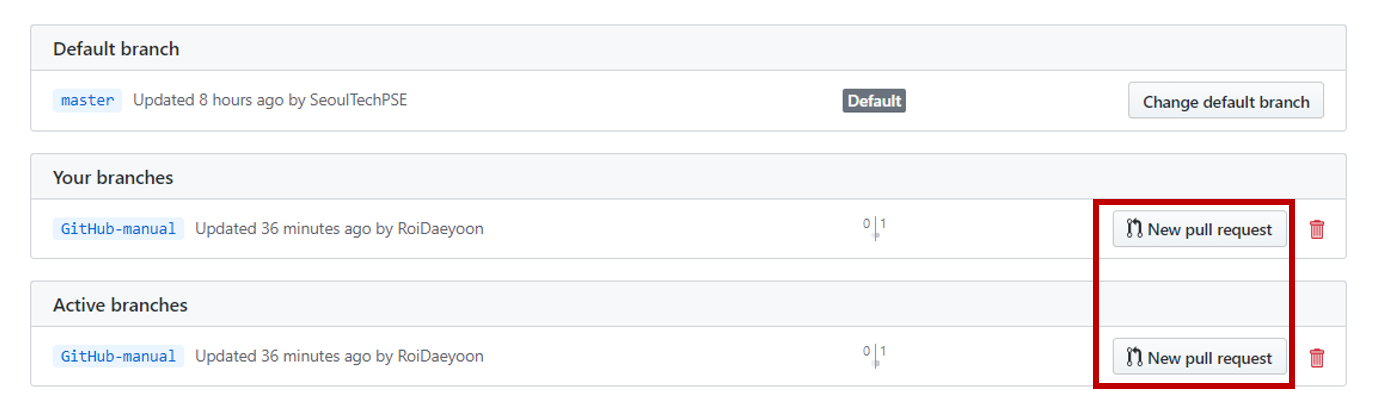 Default branch
master Updated 8 hours ago by SeoulTechPSE Default Change default branch
Your branches
GitHub-manual Updated 36 minutes ago by RoiDaeyoon 0 1 New pull request
Active branches
GitHub-manual Updated 36 minutes ago by RoiDaeyoon 0 1 New pull request